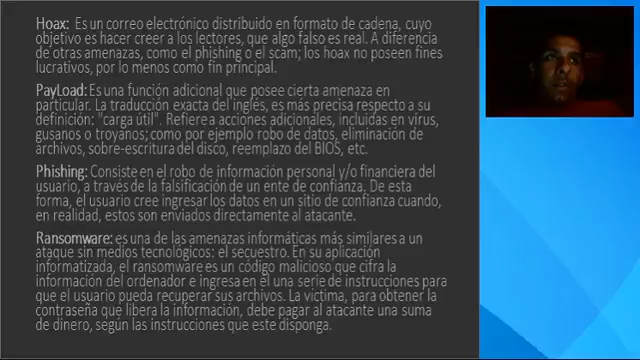 Hoax: Es un correo electrónico distribuido en formato de cadena, cuyo
objetivo es hacer creer a los lectores, que algo falso es real. A diferencia
de otras amenazas, como el phishing o el scam; los hoax no poseen fines
lucrativos, por lo menos como fin principal.
PayLoad: Es una función adicional que posee cierta amenaza en
particular. La traducción exacta del inglés, es más precisa respecto a su
definición: "carga útil". Refiere a acciones adicionales, incluidas en virus,
gusanos o troyanos; como por ejemplo robo de datos, eliminación de
archivos, sobre-escritura del disco, reemplazo del BIOS, etc.
Phishing: Consiste en el robo de información personal y/o financiera del
usuario, a través de la falsificación de un ente de confianza. De esta
forma, el usuario cree ingresar los datos en un sitio de confianza cuando,
en realidad, estos son enviados directamente al atacante.
Ransomware: es una de las amenazas informáticas más similares a un
ataque sin medios tecnológicos: el secuestro. En su aplicación
informatizada, el ransomware es un código malicioso que cifra la
información del ordenador e ingresa en él una serie de instrucciones para
que el usuario pueda recuperar sus archivos. La víctima, para obtener la
contraseña que libera la información, debe pagar al atacante una suma
de dinero, según las instrucciones que este disponga.